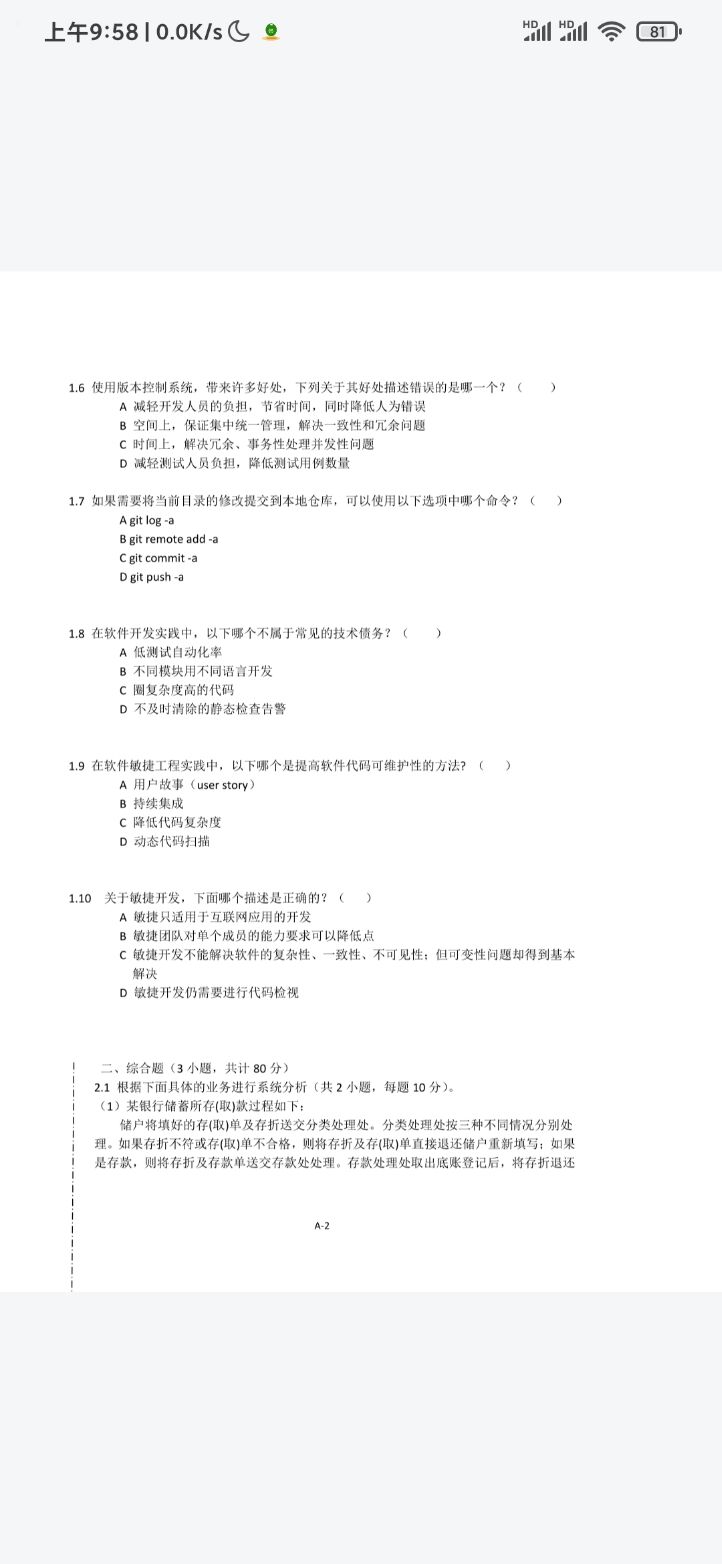 上午9:58 | 0.0K/s
HD HD 81
1.6 使用版本控制系统，带来许多好处，下列关于其好处描述错误的是哪一个？（ ）
A 减轻开发人员的负担，节省时间，同时降低人为错误
B 空间上，保证集中统一管理，解决一致性和冗余问题
C 时间上，解决冗余、事务性处理并发性问题
D 减轻测试人员负担，降低测试用例数量
1.7 如果需要将当前目录的修改提交到本地仓库，可以使用以下选项中哪个命令？（ ）
A git log -a
B git remote add -a
C git commit -a
D git push -a
1.8 在软件开发实践中，以下哪个不属于常见的技术债务？（ ）
A 低测试自动化率
B 不同模块用不同语言开发
C 圈复杂度高的代码
D 不及时清除的静态检查告警
1.9 在软件敏捷工程实践中，以下哪个是提高软件代码可维护性的方法？（ ）
A 用户故事（user story）
B 持续集成
C 降低代码复杂度
D 动态代码扫描
1.10 关于敏捷开发，下面哪个描述是正确的？（ ）
A 敏捷只适用于互联网应用的开发
B 敏捷团队对单个成员的能力要求可以降低点
C 敏捷开发不能解决软件的复杂性、一致性、不可见性；但可变性问题却得到基本
解决
D 敏捷开发仍需要进行代码检视
二、综合题（3 小题，共计 80 分）
2.1 根据下面具体的业务进行系统分析（共 2 小题，每题 10 分）。
（1）某银行储蓄所存(取)款过程如下：
储户将填好的存(取)单及存折送交分类处理处。分类处理处按三种不同情况分别处
理。如果存折不符或存(取)单不合格，则将存折及存(取)单直接退还储户重新填写；如果
是存款，则将存折及存款单送交存款处处理。存款处理处取出底账登记后，将存折退还
A-2